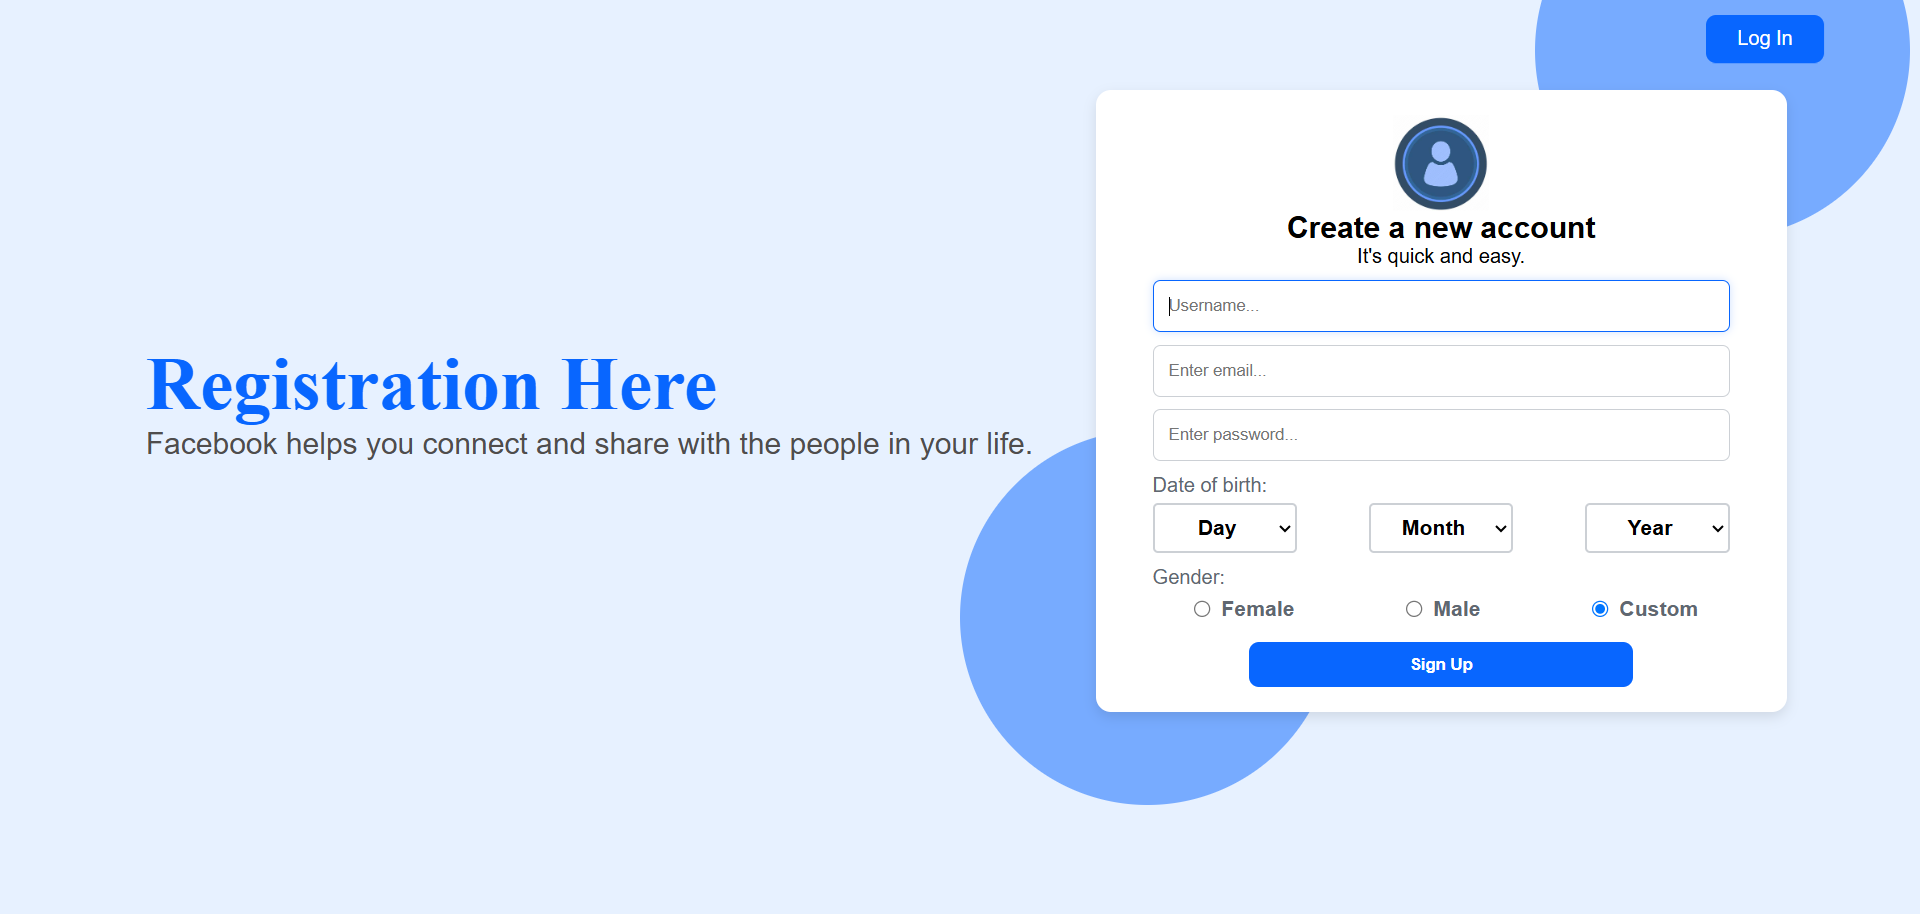 Log In
Registration Here
Facebook helps you connect and share with the people in your life.
Create a new account
It's quick and easy.
Username...
Enter email...
Enter password...
Date of birth:
Day Month Year
Gender:
Female Male Custom
Sign Up